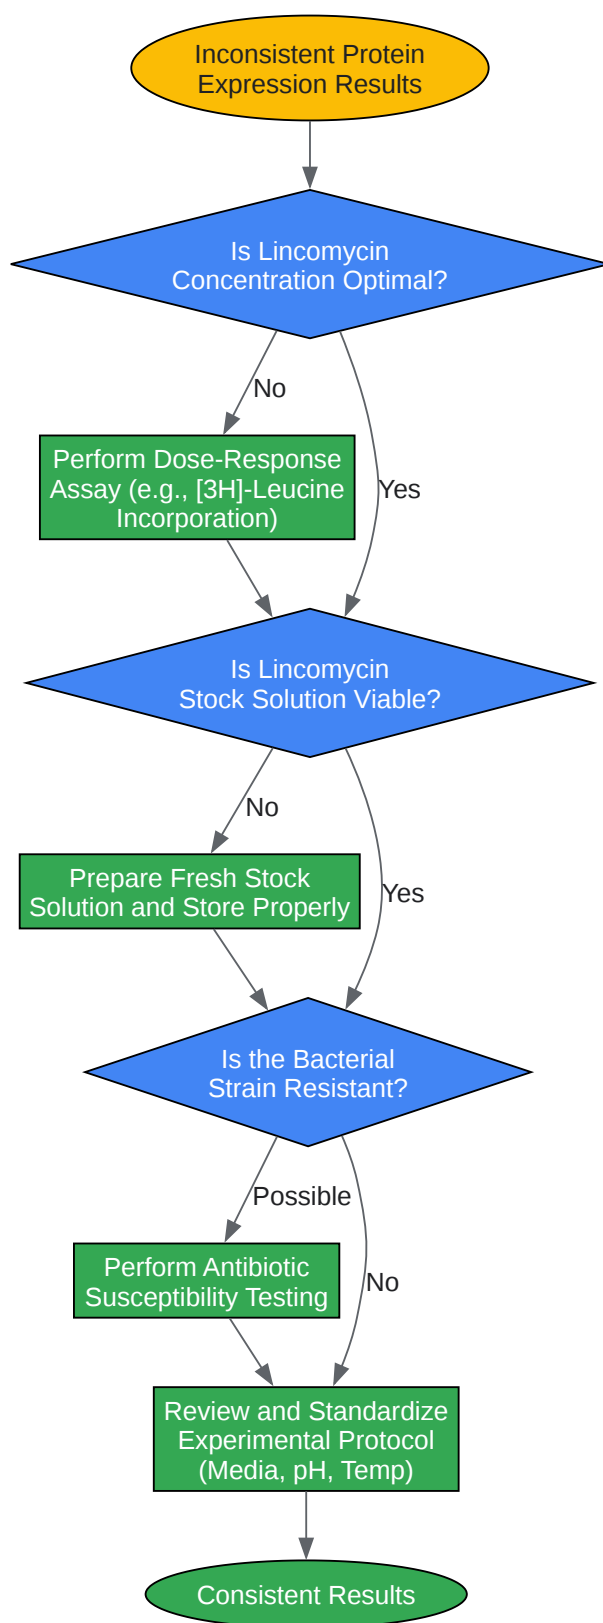 Inconsistent Protein
Expression Results
Is Lincomycin
Concentration Optimal?
No
Perform Dose-Response
Assay (e.g., [3H]-Leucine
Incorporation)
Yes
Is Lincomycin
Stock Solution Viable?
No
Prepare Fresh Stock
Solution and Store Properly
Yes
Is the Bacterial
Strain Resistant?
Possible
Perform Antibiotic
Susceptibility Testing
No
Review and Standardize
Experimental Protocol
(Media, pH, Temp)
Consistent Results